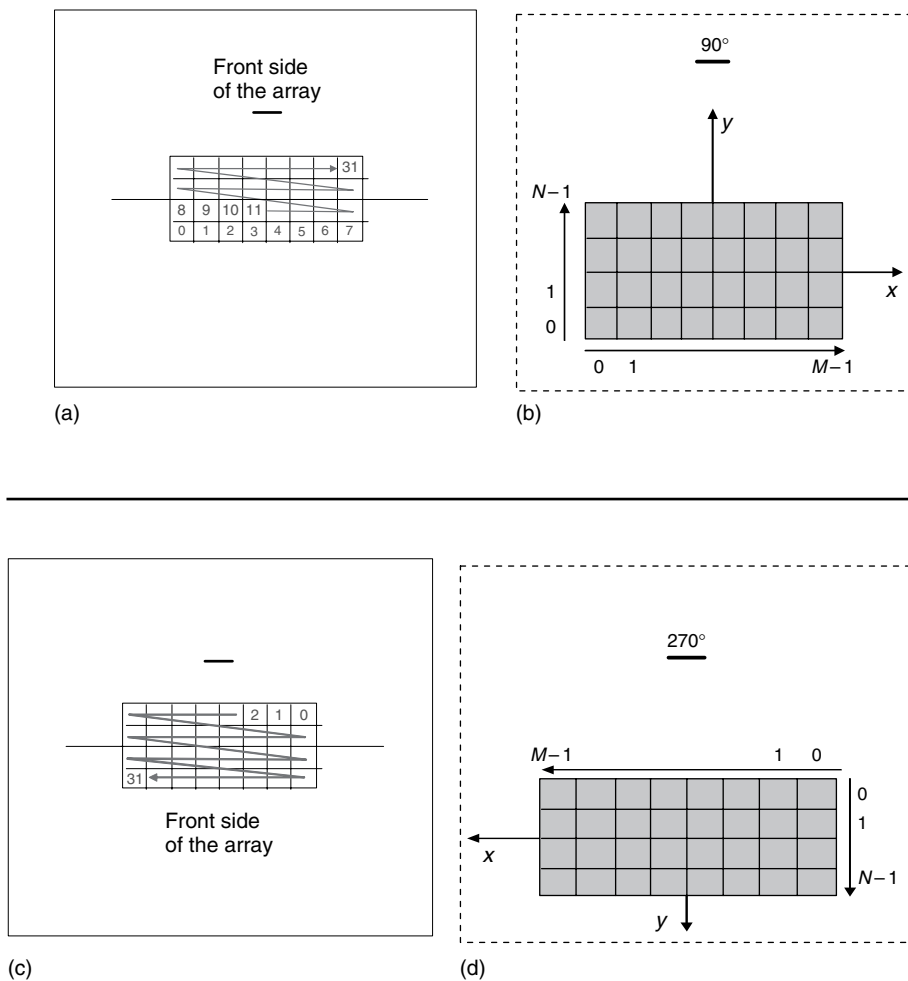 Front side
of the array
31
8 9 10 11
0 1 2 3 4 5 6 7
(a)
90°
y
N−1
x
1
0
0 1 M−1
(b)
2 1 0
31
Front side
of the array
(c)
270°
M−1 1 0
0
1
x
N−1
y
(d)